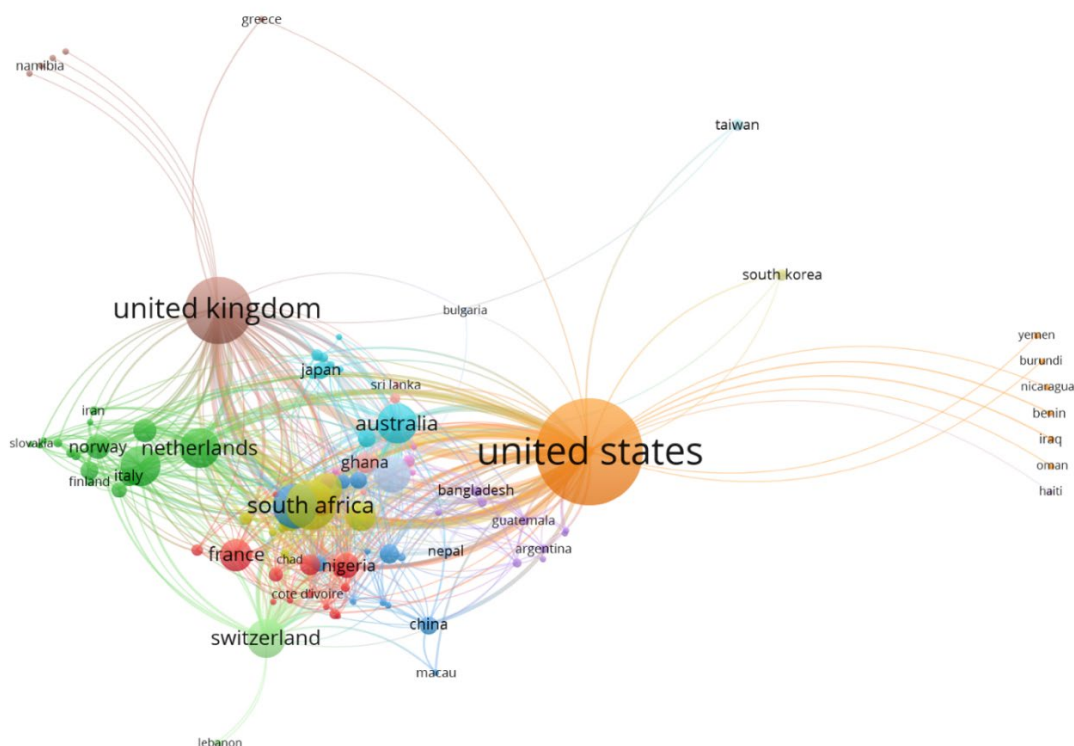 greece
namibia
taiwan
south korea
united kingdom
bulgaria
yemen
japan
burundi
sri lanka
nicaragua
iran
benin
australia
slovakia
norway
netherlands
united states
iraq
ghana
oman
italy
finland
bangladesh
haiti
south africa
guatemala
france
chad
nigeria
nepal
argentina
cote d'ivoire
switzerland
china
macau
lebanon